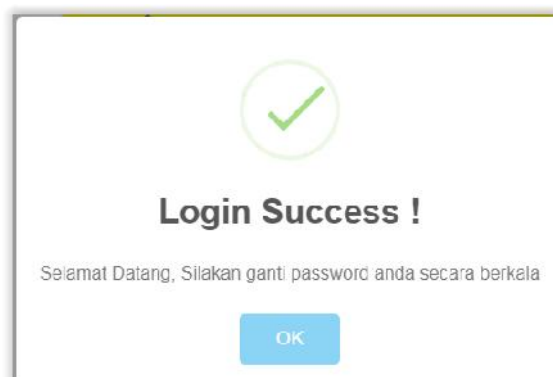 Login Success !
Selamat Datang, Silakan ganti password anda secara berkala
OK